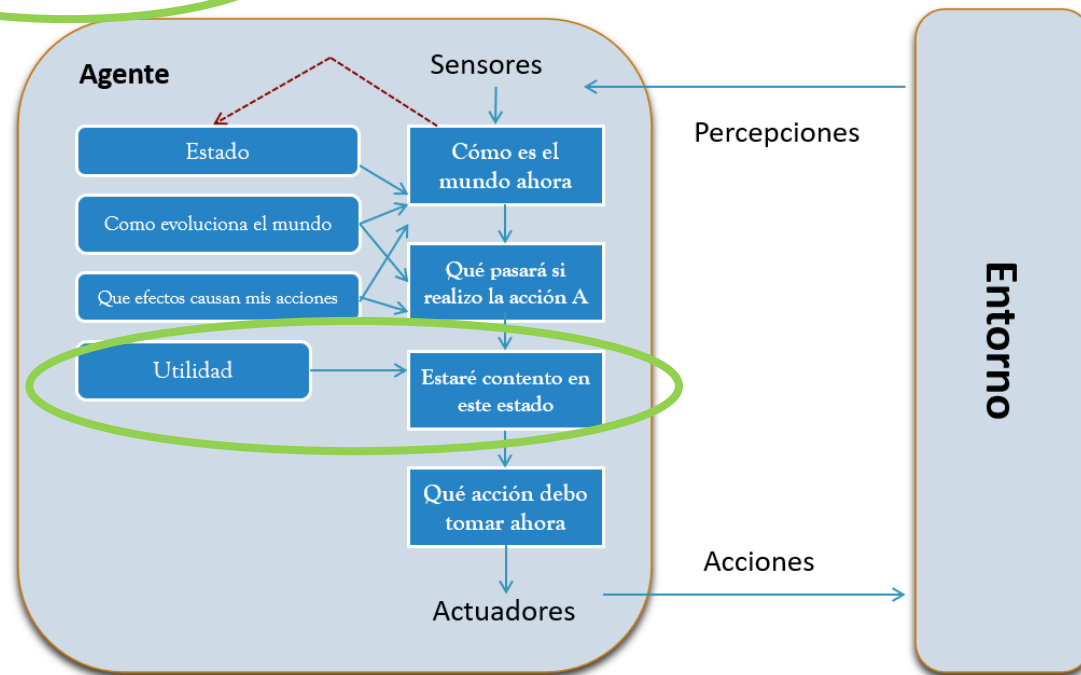 Agente
Sensores
Percepciones
Estado
Cómo es el
mundo ahora
Como evoluciona el mundo
Qué pasará si
realizo la acción A
Que efectos causan mis acciones
Utilidad
Estaré contento en
este estado
Qué acción debo
tomar ahora
Acciones
Actuadores
Entorno